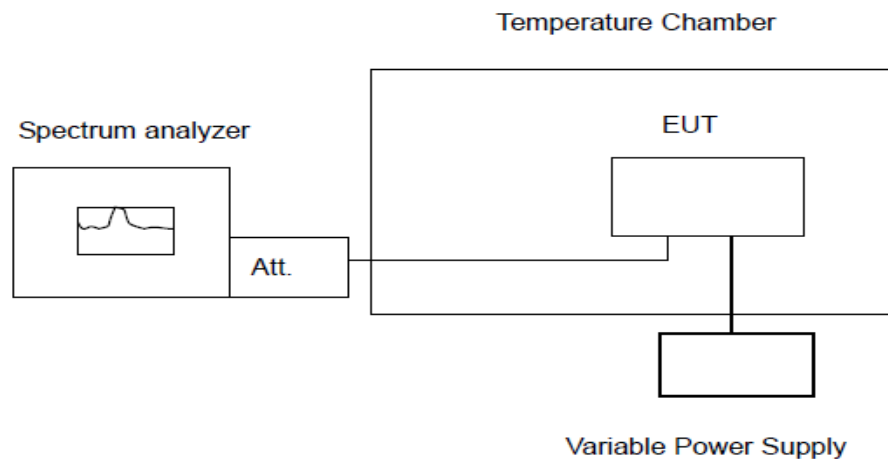 Temperature Chamber
Spectrum analyzer
EUT
Att.
Variable Power Supply